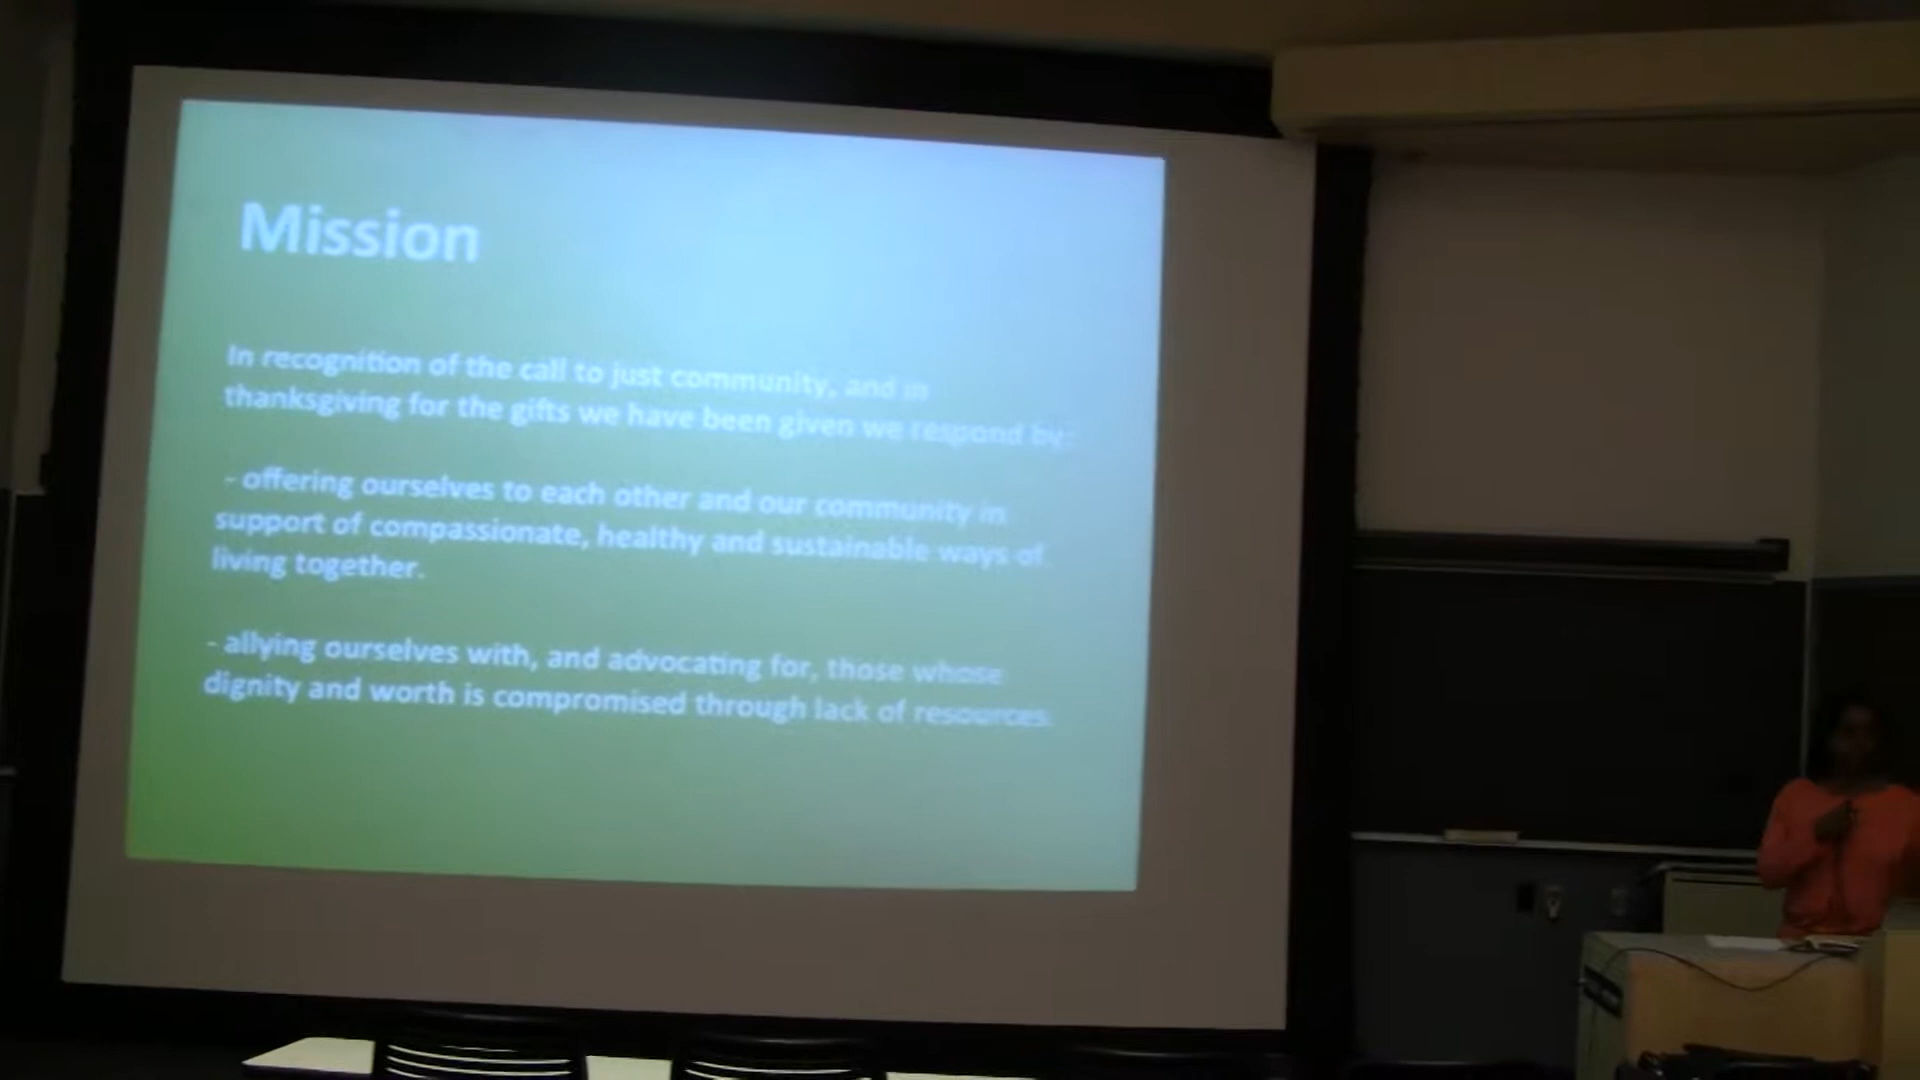 Mission
In recognition of the call to just community, and in
thanksgiving for the gifts we have been given we respond by:
- offering ourselves to each other and our community in
support of compassionate, healthy and sustainable ways of
living together.
- allying ourselves with, and advocating for, those whose
dignity and worth is compromised through lack of resources.